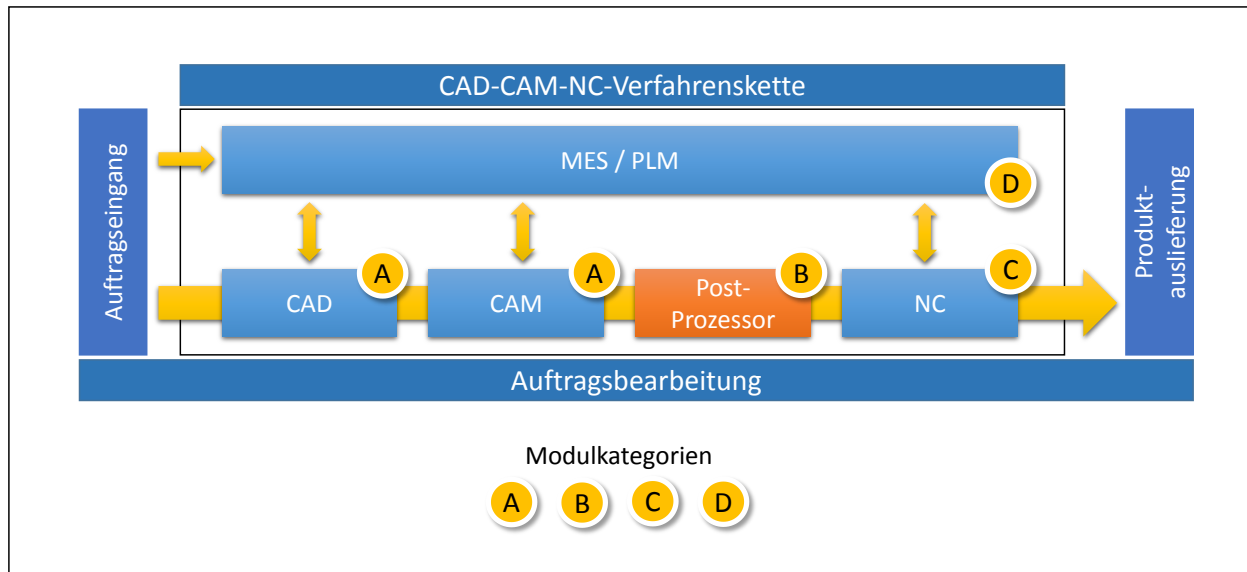 CAD-CAM-NC-Verfahrenskette
Auftragseingang
MES / PLM
D
Produkt-
auslieferung
CAD
A
CAM
A
Post-
Prozessor
B
NC
C
Auftragsbearbeitung
Modulkategorien
A B C D